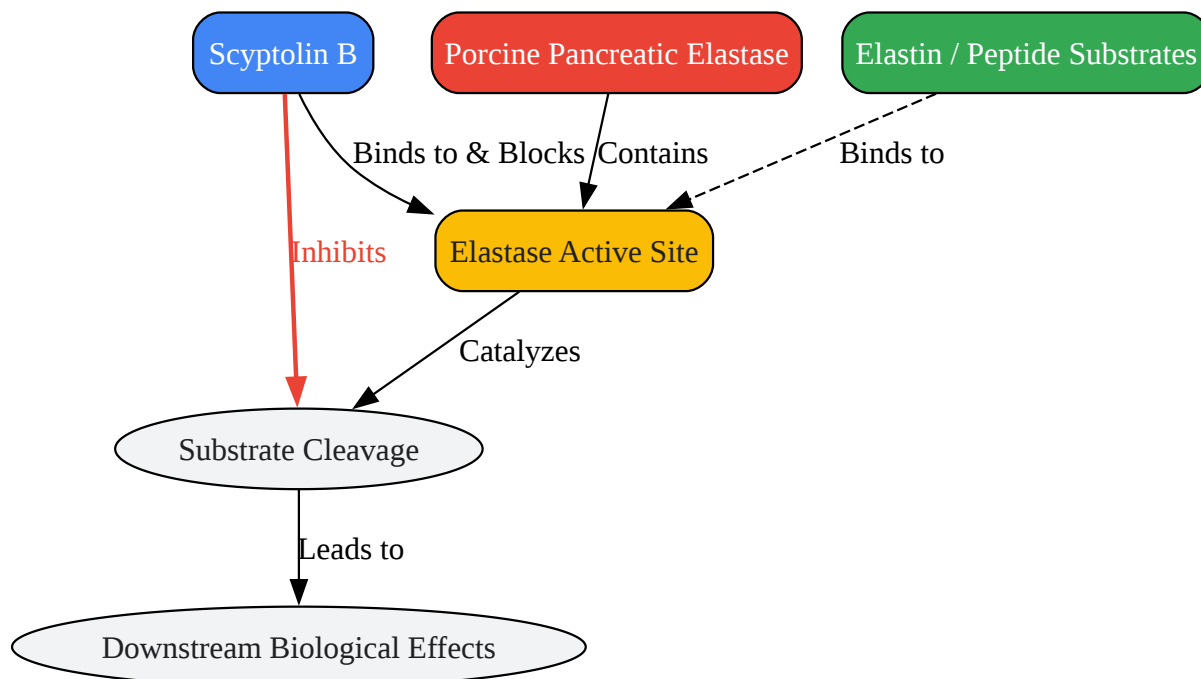 Scyptolin B
Porcine Pancreatic Elastase
Elastin / Peptide Substrates
Binds to & Blocks
Contains
Binds to
Inhibits
Elastase Active Site
Catalyzes
Substrate Cleavage
Leads to
Downstream Biological Effects